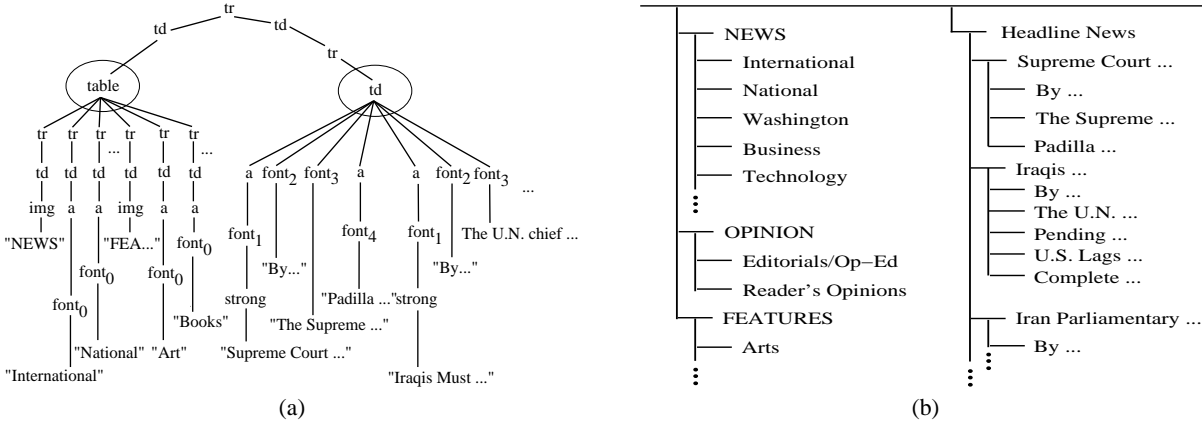 tr
td td
tr
table td
tr tr tr tr tr tr
... ...
td td td td td td
a font2 font3 a a font2 font3
...
img a a img a a
font0
font1 font4 font1 The U.N. chief ...
"NEWS" "FEA..."
font0 font0
"By..." "By..."
font0
strong "Padilla ..." strong
"Books" "The Supreme ..."
"National" "Art" "Supreme Court ..."
"International" "Iraqis Must ..."
(a)
NEWS
International
National
Washington
Business
Technology
OPINION
Editorials/Op–Ed
Reader's Opinions
FEATURES
Arts
Headline News
Supreme Court ...
By ...
The Supreme ...
Padilla ...
Iraqis ...
By ...
The U.N. ...
Pending ...
U.S. Lags ...
Complete ...
Iran Parliamentary ...
By ...
(b)